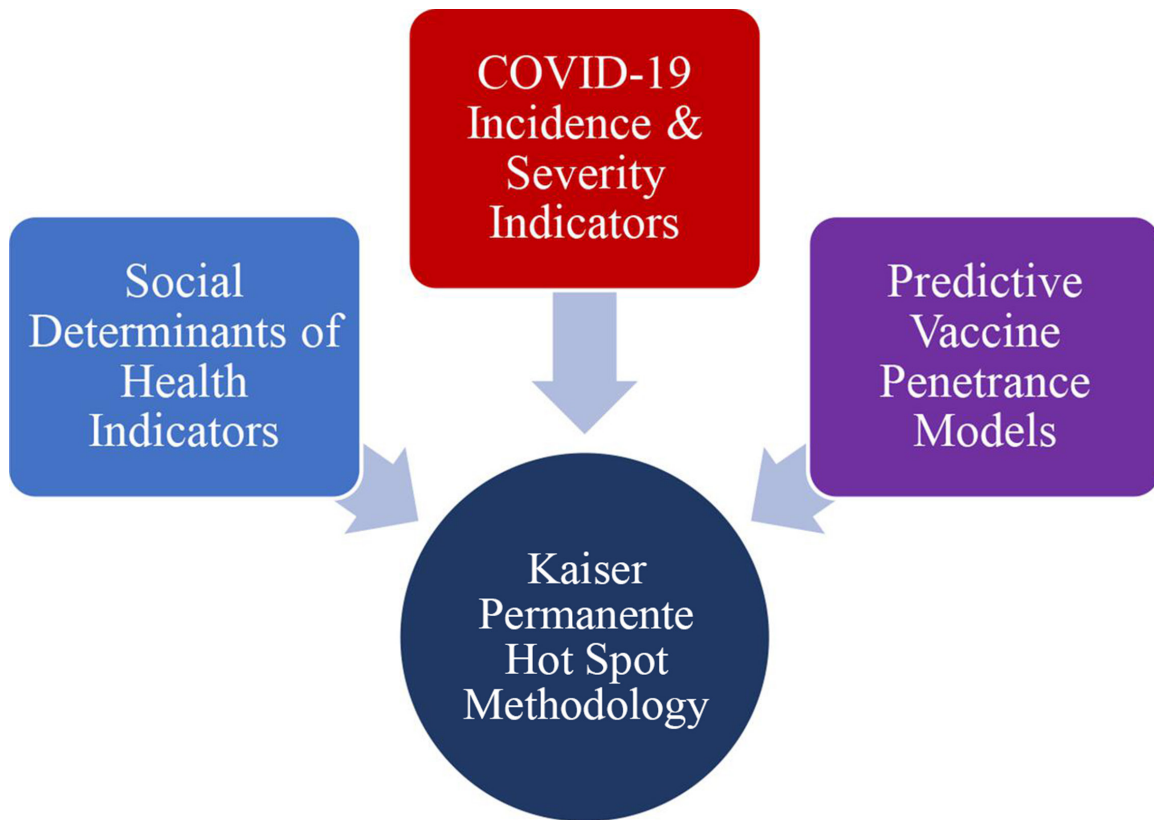 COVID-19
Incidence &
Severity
Indicators
Social
Determinants of
Health
Indicators
Predictive
Vaccine
Penetrance
Models
Kaiser
Permanente
Hot Spot
Methodology